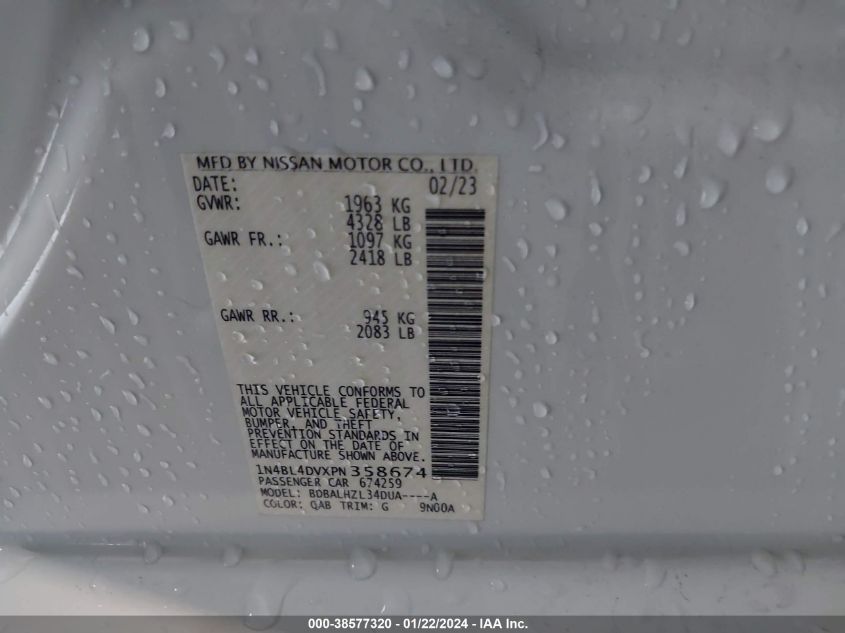 MFD BY NISSAN MOTOR CO., LTD.
DATE: 02/23
GVWR: 1963 KG
4328 LB
GAWR FR.: 1097 KG
2418 LB
GAWR RR.: 945 KG
2083 LB
THIS VEHICLE CONFORMS TO
ALL APPLICABLE FEDERAL
MOTOR VEHICLE SAFETY,
BUMPER, AND THEFT
PREVENTION STANDARDS IN
EFFECT ON THE DATE OF
MANUFACTURE SHOWN ABOVE.
1N4BL4DVXPN358674
PASSENGER CAR 674259
MODEL: BDBALHZL34DUA----A
COLOR: QAB TRIM: G 9N00A
000-38577320 - 01/22/2024 - IAA Inc.